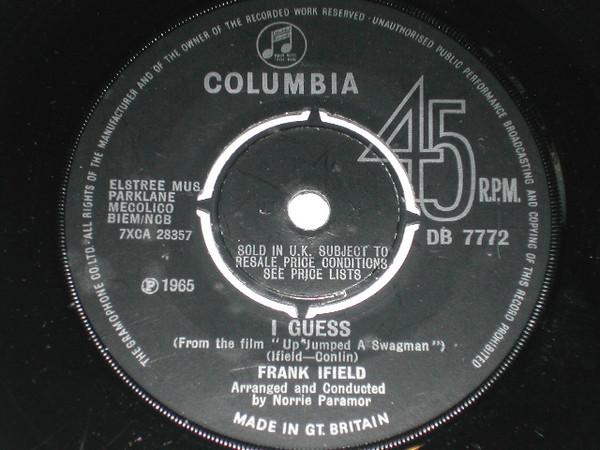 THE GRAMOPHONE CO. LTD.-ALL RIGHTS OF THE MANUFACTURER AND OF THE OWNER OF THE RECORDED WORK RESERVED · UNAUTHORISED PUBLIC PERFORMANCE BROADCASTING AND COPYING OF THIS RECORD PROHIBITED
COLUMBIA
45
R.P.M.
ELSTREE MUS
PARKLANE
MECOLICO
BIEM/NCB
7XCA 28357
DB 7772
SOLD IN U.K. SUBJECT TO
RESALE PRICE CONDITIONS,
SEE PRICE LISTS
℗ 1965
I GUESS
(From the film "Up Jumped A Swagman")
(Ifield—Conlin)
FRANK IFIELD
Arranged and Conducted
by Norrie Paramor
MADE IN GT. BRITAIN